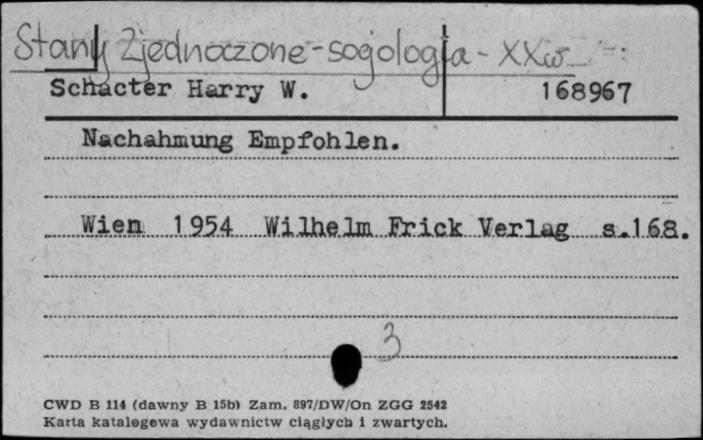 Stany Zjednoczone - socjologia - XX w.
Schacter Harry W. 168967
Nachahmung Empfohlen.
Wien 1954 Wilhelm Frick Verlag s.168.
3
CWD B 114 (dawny B 15b) Zam. 897/DW/On ZGG 2542
Karta katalogowa wydawnictw ciągłych i zwartych.